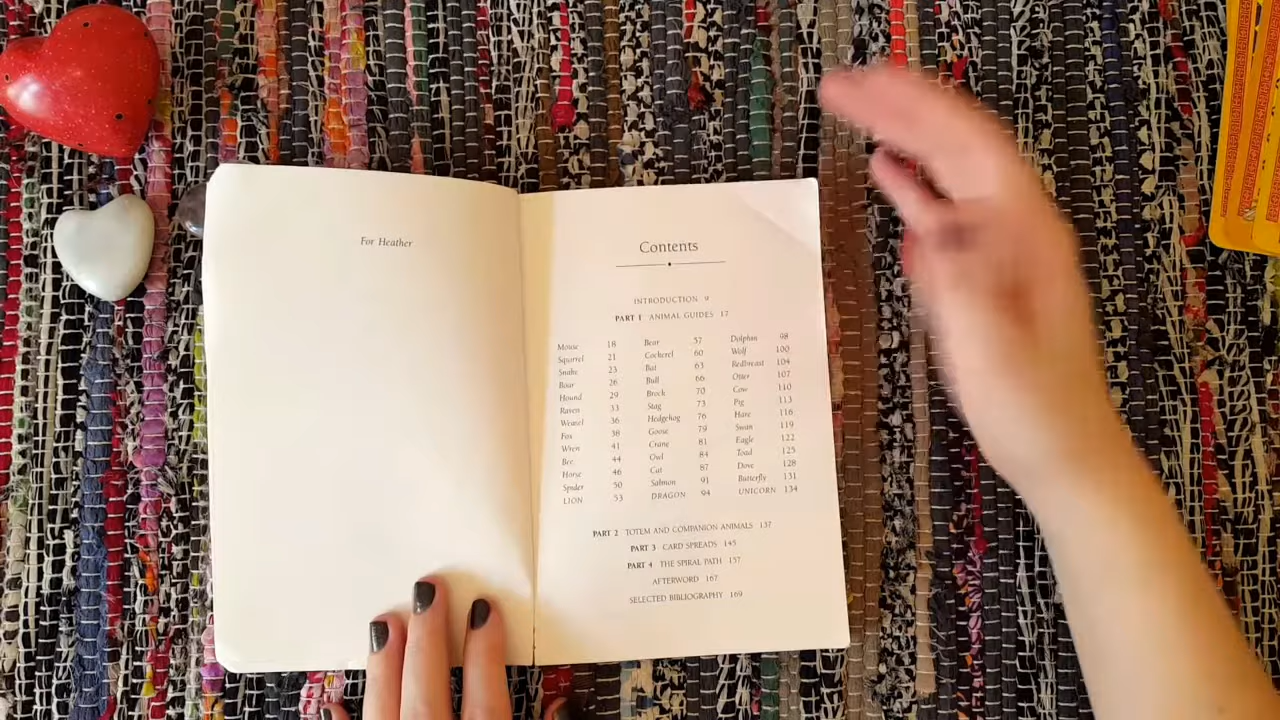 For Heather
Contents
INTRODUCTION 9
PART 1 ANIMAL GUIDES 17
Mouse 18
Squirrel 21
Snake 23
Boar 26
Hound 29
Raven 33
Weasel 36
Fox 38
Wren 41
Bee 44
Horse 46
Spider 50
LION 53
Bear 57
Cockerel 60
Bat 63
Bull 66
Brock 70
Stag 73
Hedgehog 76
Goose 79
Crane 81
Owl 84
Cat 87
Salmon 91
DRAGON 94
Dolphin 98
Wolf 100
Redbreast 104
Otter 107
Cow 110
Pig 113
Hare 116
Swan 119
Eagle 122
Toad 125
Dove 128
Butterfly 131
UNICORN 134
PART 2 TOTEM AND COMPANION ANIMALS 137
PART 3 CARD SPREADS 145
PART 4 THE SPIRAL PATH 157
AFTERWORD 167
SELECTED BIBLIOGRAPHY 169